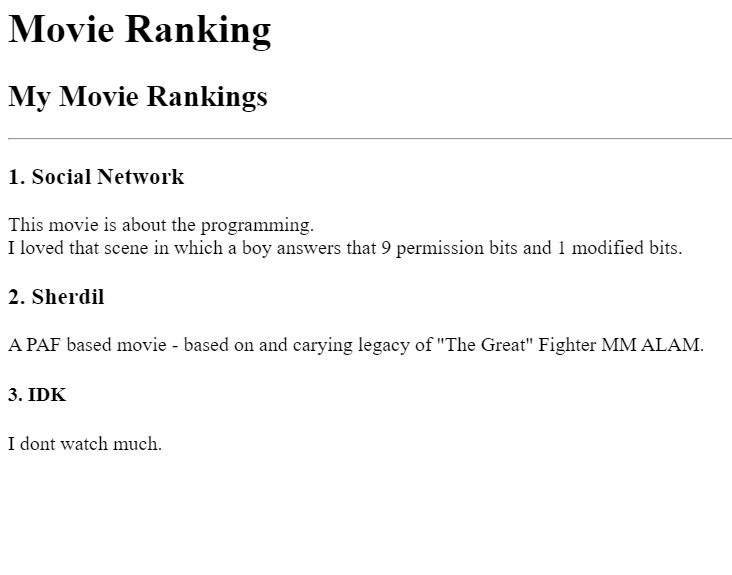 Movie Ranking
My Movie Rankings
1. Social Network
This movie is about the programming.
I loved that scene in which a boy answers that 9 permission bits and 1 modified bits.
2. Sherdil
A PAF based movie - based on and carying legacy of "The Great" Fighter MM ALAM.
3. IDK
I dont watch much.